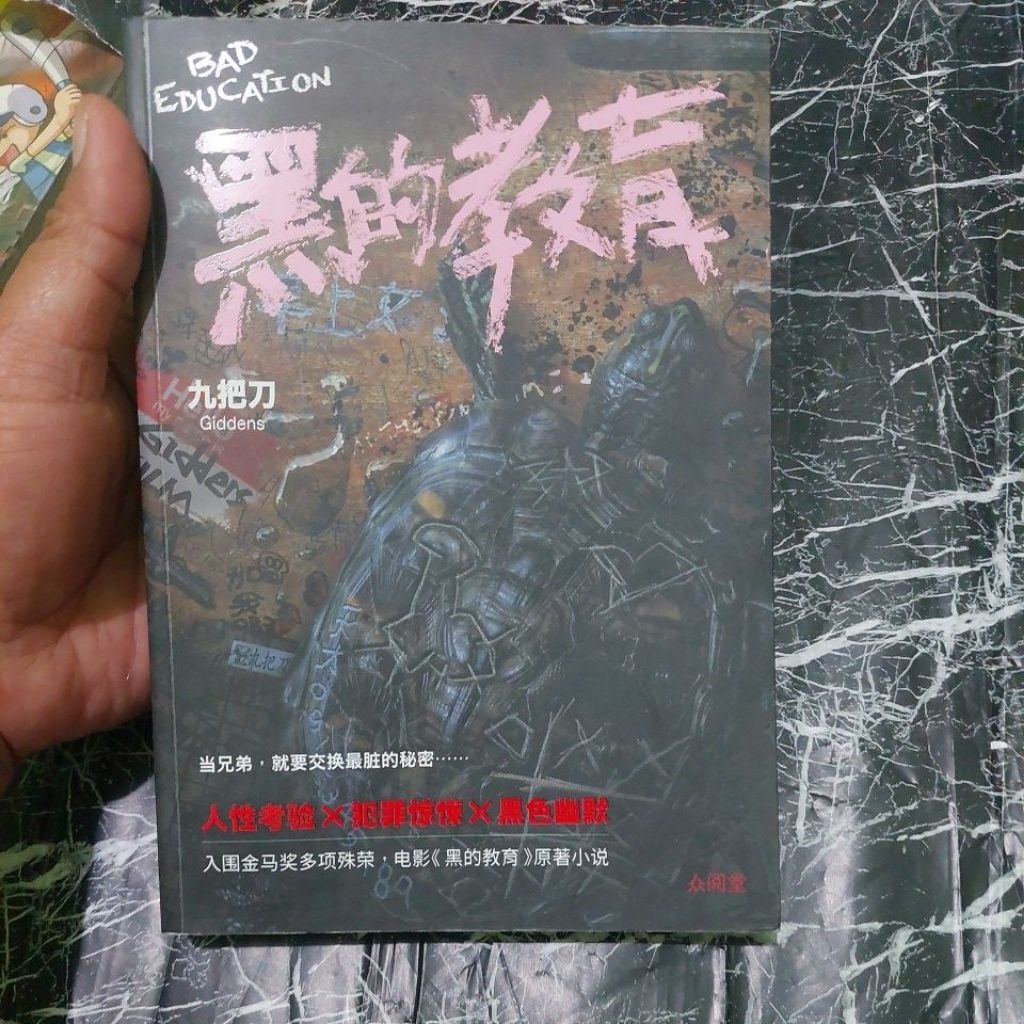 BAD
EDUCATION
黑的教育
九把刀
Giddens
Giddens
当兄弟，就要交换最脏的秘密……
人性考验×犯罪惊悚×黑色幽默
入围金马奖多项殊荣，电影《黑的教育》原著小说
众阅堂